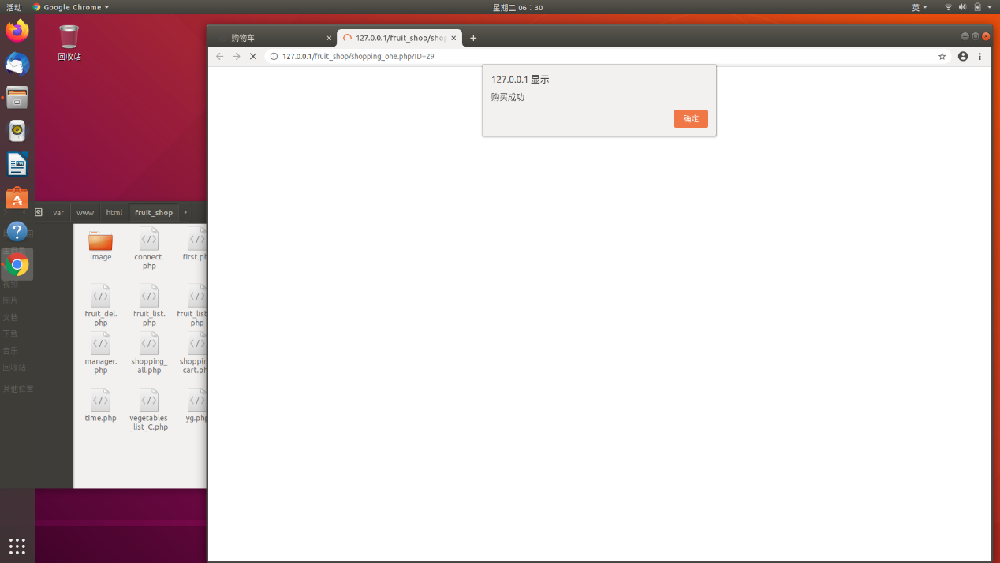 活动
Google Chrome
星期二 06：30
英
回收站
购物车
127.0.0.1/fruit_shop/shop
127.0.0.1/fruit_shop/shopping_one.php?ID=29
127.0.0.1 显示
购买成功
确定
var
www
html
fruit_shop
image
connect.
php
first.ph
fruit_del.
php
fruit_list.
php
fruit_list
php
manager.
php
shopping_
all.php
shoppin
cart.ph
time.php
vegetables
_list_C.php
yg.php
主目录
视频
图片
文档
下载
音乐
回收站
其他位置